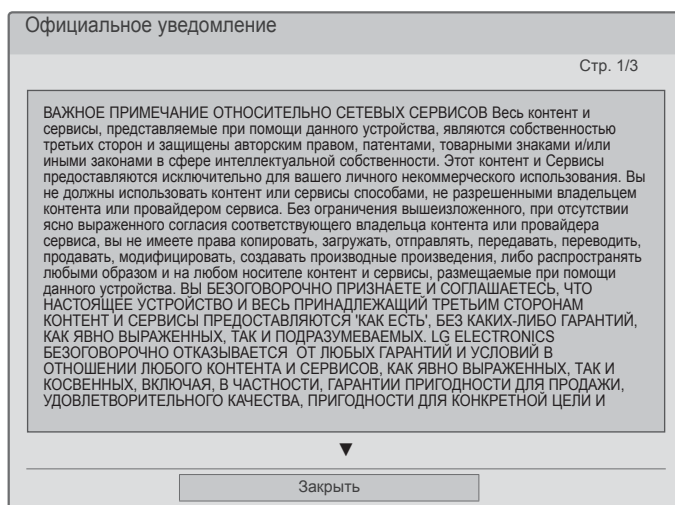 Официальное уведомление
Стр. 1/3
ВАЖНОЕ ПРИМЕЧАНИЕ ОТНОСИТЕЛЬНО СЕТЕВЫХ СЕРВИСОВ Весь контент и
сервисы, представляемые при помощи данного устройства, являются собственностью
третьих сторон и защищены авторским правом, патентами, товарными знаками и/или
иными законами в сфере интеллектуальной собственности. Этот контент и Сервисы
предоставляются исключительно для вашего личного некоммерческого использования. Вы
не должны использовать контент или сервисы способами, не разрешенными владельцем
контента или провайдером сервиса. Без ограничения вышеизложенного, при отсутствии
ясно выраженного согласия соответствующего владельца контента или провайдера
сервиса, вы не имеете права копировать, загружать, отправлять, передавать, переводить,
продавать, модифицировать, создавать производные произведения, либо распространять
любыми образом и на любом носителе контент и сервисы, размещаемые при помощи
данного устройства. ВЫ БЕЗОГОВОРОЧНО ПРИЗНАЕТЕ И СОГЛАШАЕТЕСЬ, ЧТО
НАСТОЯЩЕЕ УСТРОЙСТВО И ВЕСЬ ПРИНАДЛЕЖАЩИЙ ТРЕТЬИМ СТОРОНАМ
КОНТЕНТ И СЕРВИСЫ ПРЕДОСТАВЛЯЮТСЯ 'КАК ЕСТЬ', БЕЗ КАКИХ-ЛИБО ГАРАНТИЙ,
КАК ЯВНО ВЫРАЖЕННЫХ, ТАК И ПОДРАЗУМЕВАЕМЫХ. LG ELECTRONICS
БЕЗОГОВОРОЧНО ОТКАЗЫВАЕТСЯ ОТ ЛЮБЫХ ГАРАНТИЙ И УСЛОВИЙ В
ОТНОШЕНИИ ЛЮБОГО КОНТЕНТА И СЕРВИСОВ, КАК ЯВНО ВЫРАЖЕННЫХ, ТАК И
КОСВЕННЫХ, ВКЛЮЧАЯ, В ЧАСТНОСТИ, ГАРАНТИИ ПРИГОДНОСТИ ДЛЯ ПРОДАЖИ,
УДОВЛЕТВОРИТЕЛЬНОГО КАЧЕСТВА, ПРИГОДНОСТИ ДЛЯ КОНКРЕТНОЙ ЦЕЛИ И
▼
Закрыть